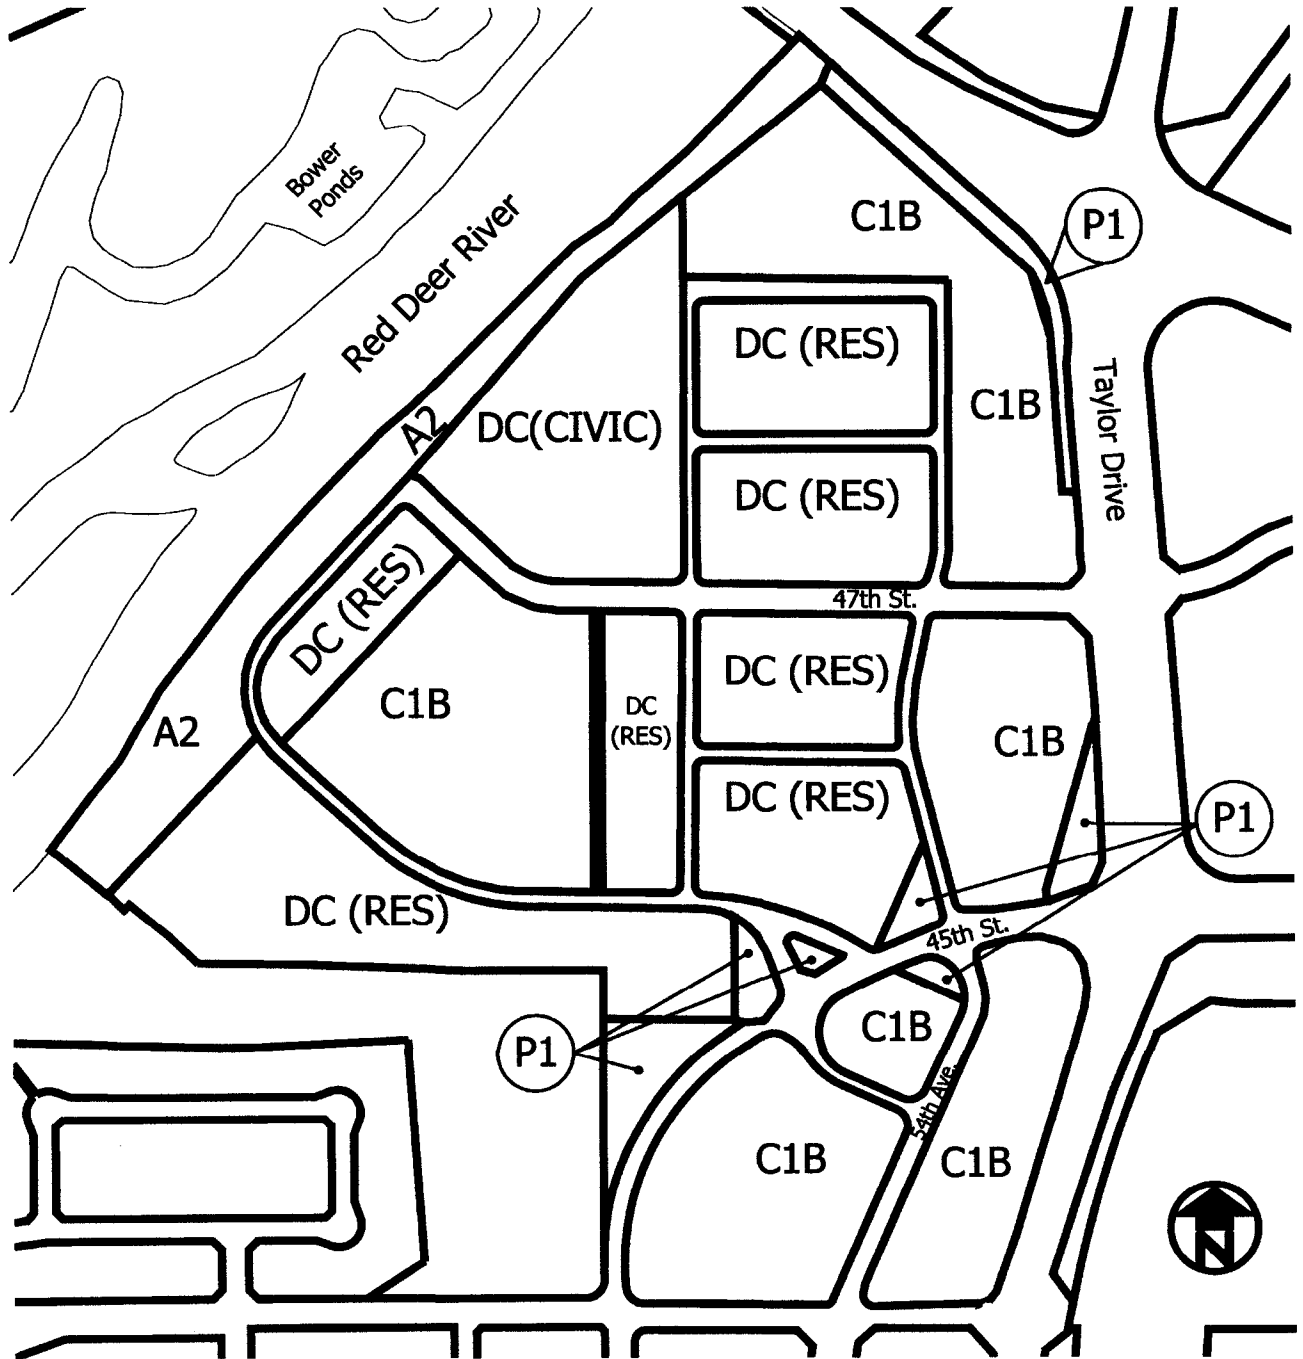 Bower
Ponds
Red Deer River
C1B
P1
DC (RES)
Taylor Drive
C1B
A2
DC(CIVIC)
DC (RES)
DC (RES)
47th St.
DC (RES)
C1B
DC
(RES)
A2
C1B
DC (RES)
P1
DC (RES)
45th St.
C1B
P1
54th Ave.
C1B
C1B
N